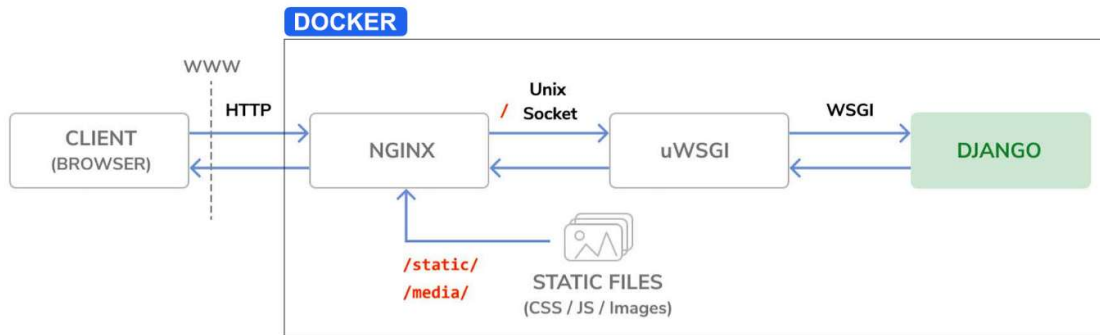 DOCKER
WWW
HTTP
/
Unix
Socket
WSGI
CLIENT
(BROWSER)
NGINX
uWSGI
DJANGO
/static/
/media/
STATIC FILES
(CSS / JS / Images)